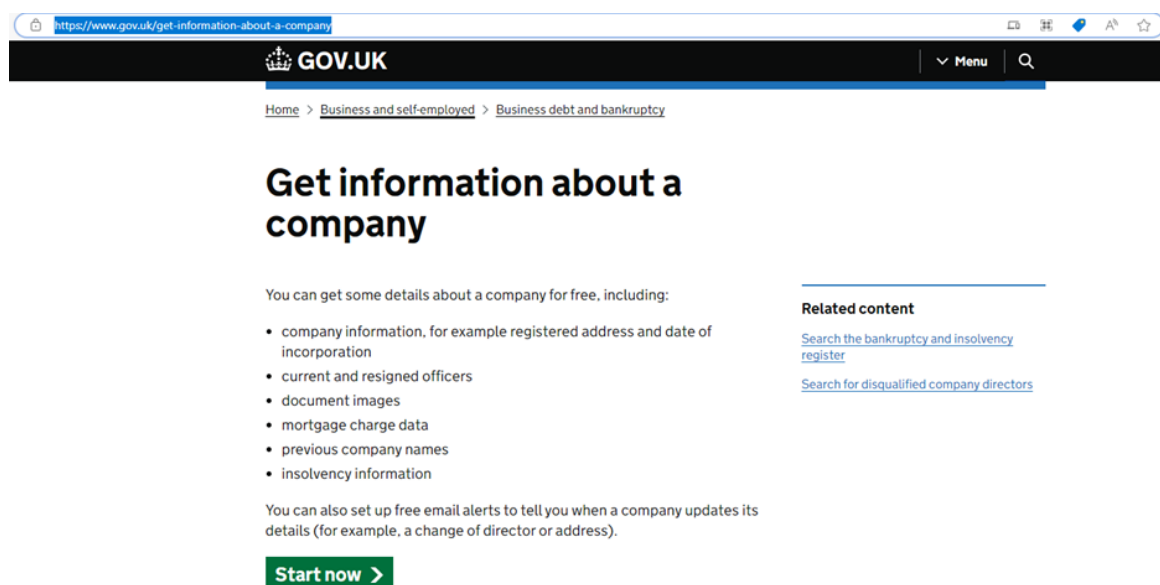 https://www.gov.uk/get-information-about-a-company
GOV.UK
Menu
Home > Business and self-employed > Business debt and bankruptcy
Get information about a
company
You can get some details about a company for free, including:
• company information, for example registered address and date of
incorporation
• current and resigned officers
• document images
• mortgage charge data
• previous company names
• insolvency information
You can also set up free email alerts to tell you when a company updates its
details (for example, a change of director or address).
Start now
Related content
Search the bankruptcy and insolvency
register
Search for disqualified company directors